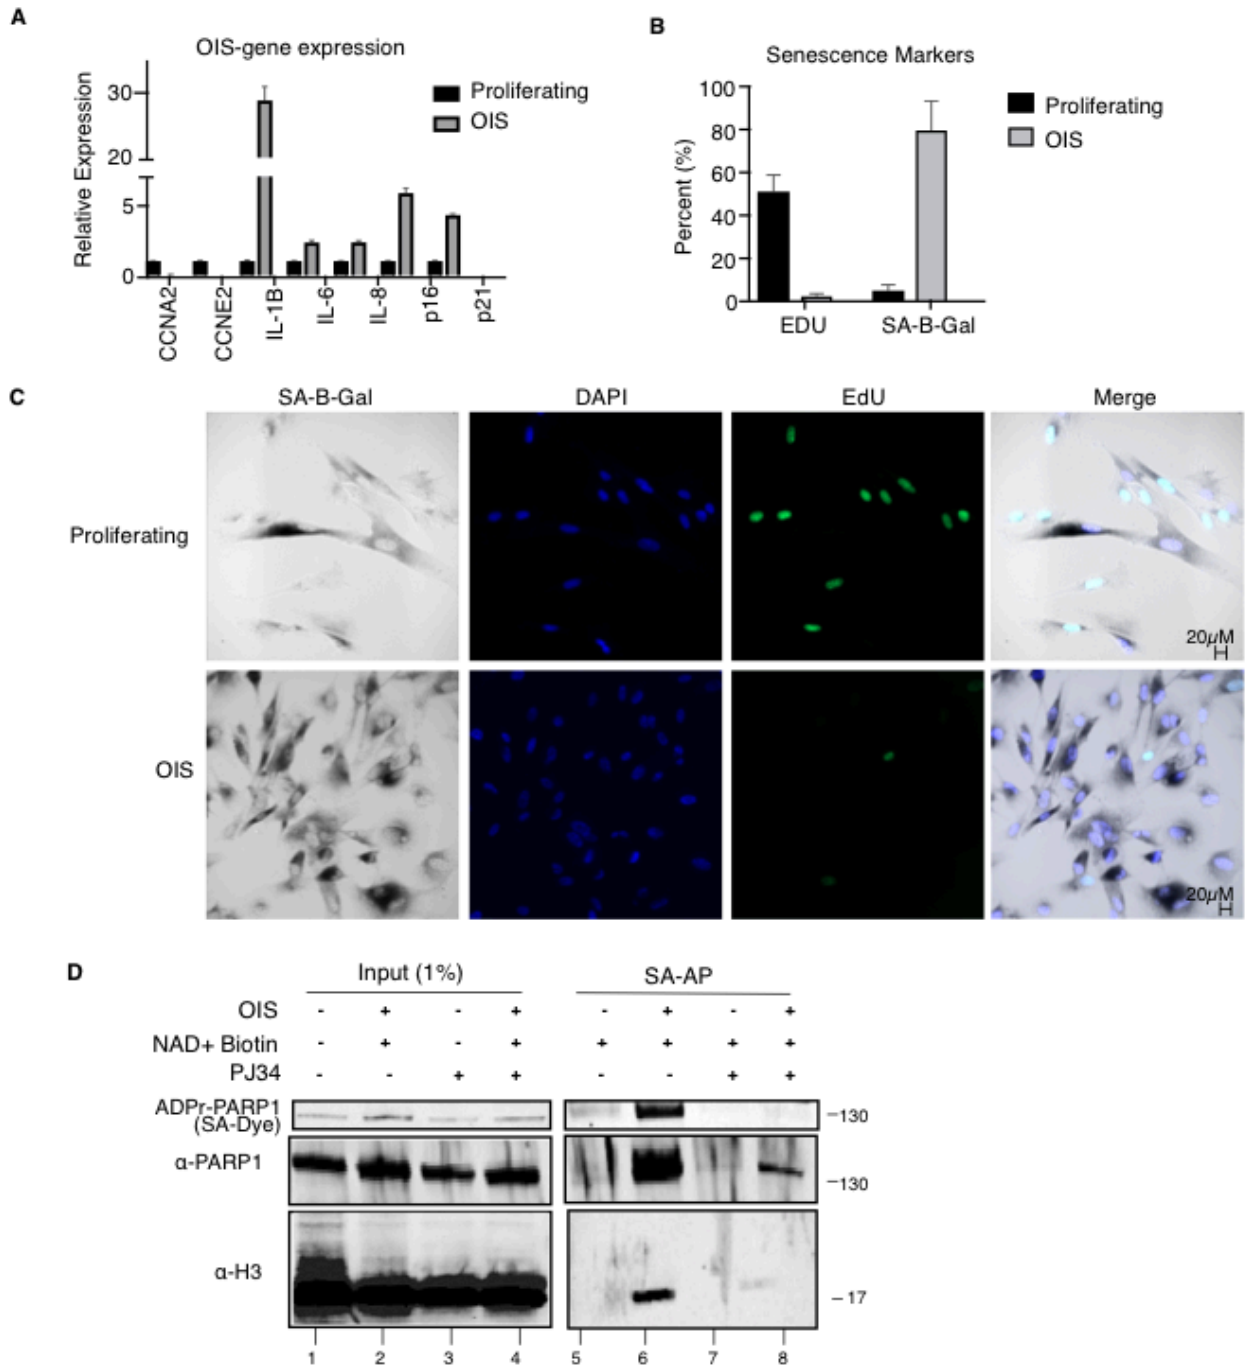 A
OIS-gene expression
Relative Expression
30
20
5
0
Proliferating
OIS
CCNA2
CCNE2
IL-1B
IL-6
IL-8
p16
p21
B
Senescence Markers
Percent (%)
100
80
60
40
20
0
Proliferating
OIS
EDU SA-B-Gal
C
SA-B-Gal DAPI EdU Merge
Proliferating
20µM
OIS
20µM
D
Input (1%) SA-AP
OIS - + - + - + - +
NAD+ Biotin - + - + + + + +
PJ34 - - + + - - + +
ADPr-PARP1
(SA-Dye)
-130
α-PARP1
-130
α-H3
-17
1 2 3 4 5 6 7 8